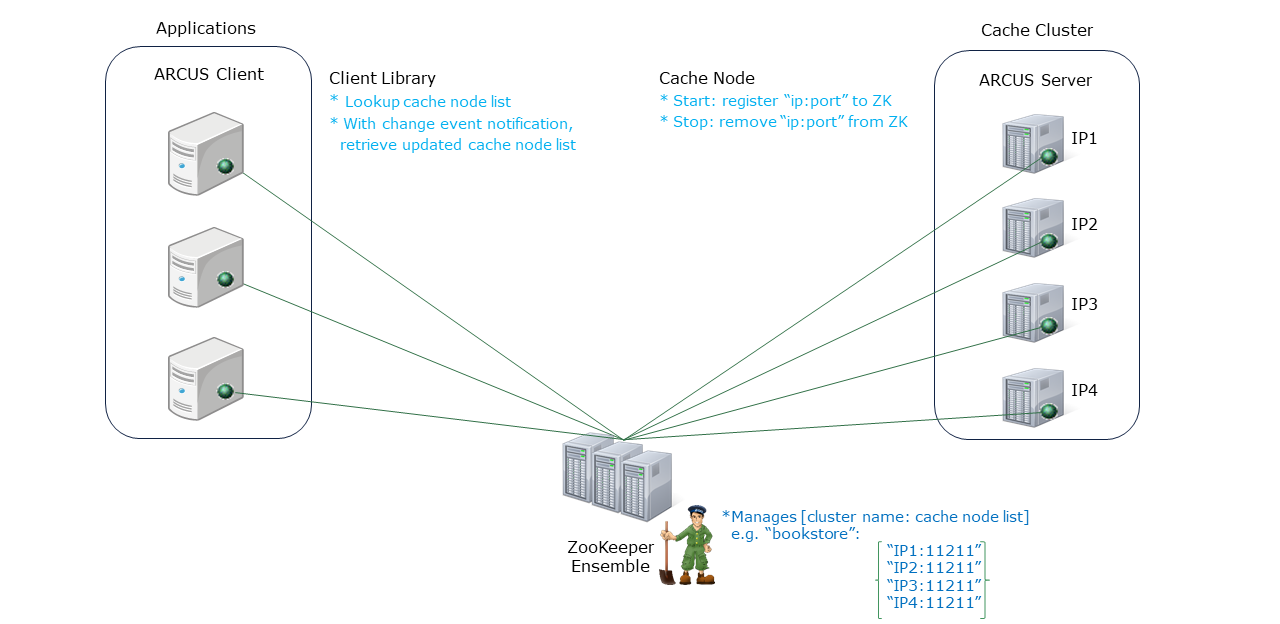 Applications
ARCUS Client
Client Library
* Lookup cache node list
* With change event notification,
retrieve updated cache node list
Cache Node
* Start: register “ip:port” to ZK
* Stop: remove “ip:port” from ZK
Cache Cluster
ARCUS Server
IP1
IP2
IP3
IP4
ZooKeeper
Ensemble
*Manages [cluster name: cache node list]
e.g. “bookstore”:
“IP1:11211”
“IP2:11211”
“IP3:11211”
“IP4:11211”